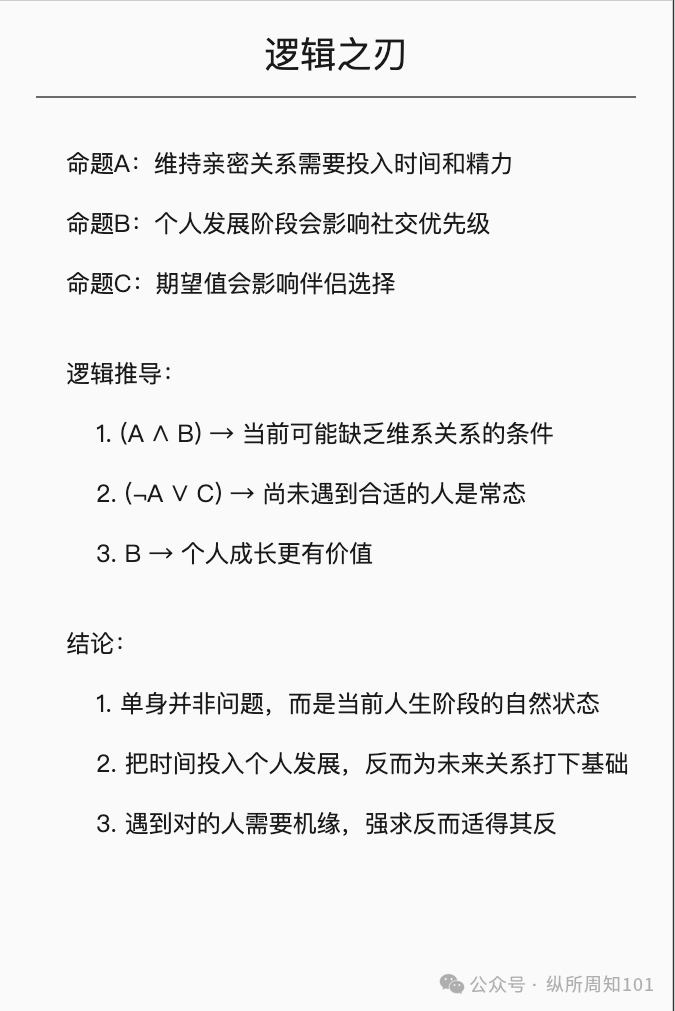 逻辑之刃
命题A：维持亲密关系需要投入时间和精力
命题B：个人发展阶段会影响社交优先级
命题C：期望值会影响伴侣选择
逻辑推导：
1. (A ∧ B) → 当前可能缺乏维系关系的条件
2. (¬A ∨ C) → 尚未遇到合适的人是常态
3. B → 个人成长更有价值
结论：
1. 单身并非问题，而是当前人生阶段的自然状态
2. 把时间投入个人发展，反而为未来关系打下基础
3. 遇到对的人需要机缘，强求反而适得其反
公众号 · 纵所周知101